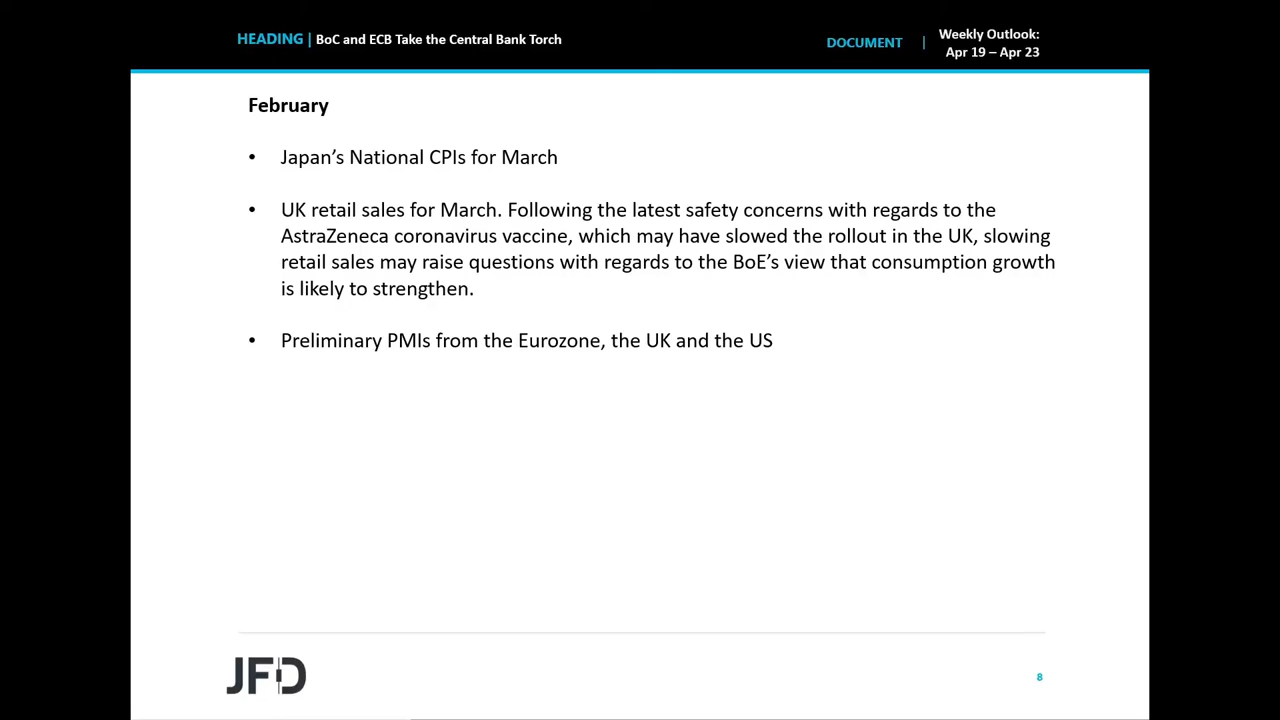 HEADING | BoC and ECB Take the Central Bank Torch
DOCUMENT | Weekly Outlook:
Apr 19 – Apr 23
February
• Japan’s National CPIs for March
• UK retail sales for March. Following the latest safety concerns with regards to the
AstraZeneca coronavirus vaccine, which may have slowed the rollout in the UK, slowing
retail sales may raise questions with regards to the BoE’s view that consumption growth
is likely to strengthen.
• Preliminary PMIs from the Eurozone, the UK and the US
JFD
8